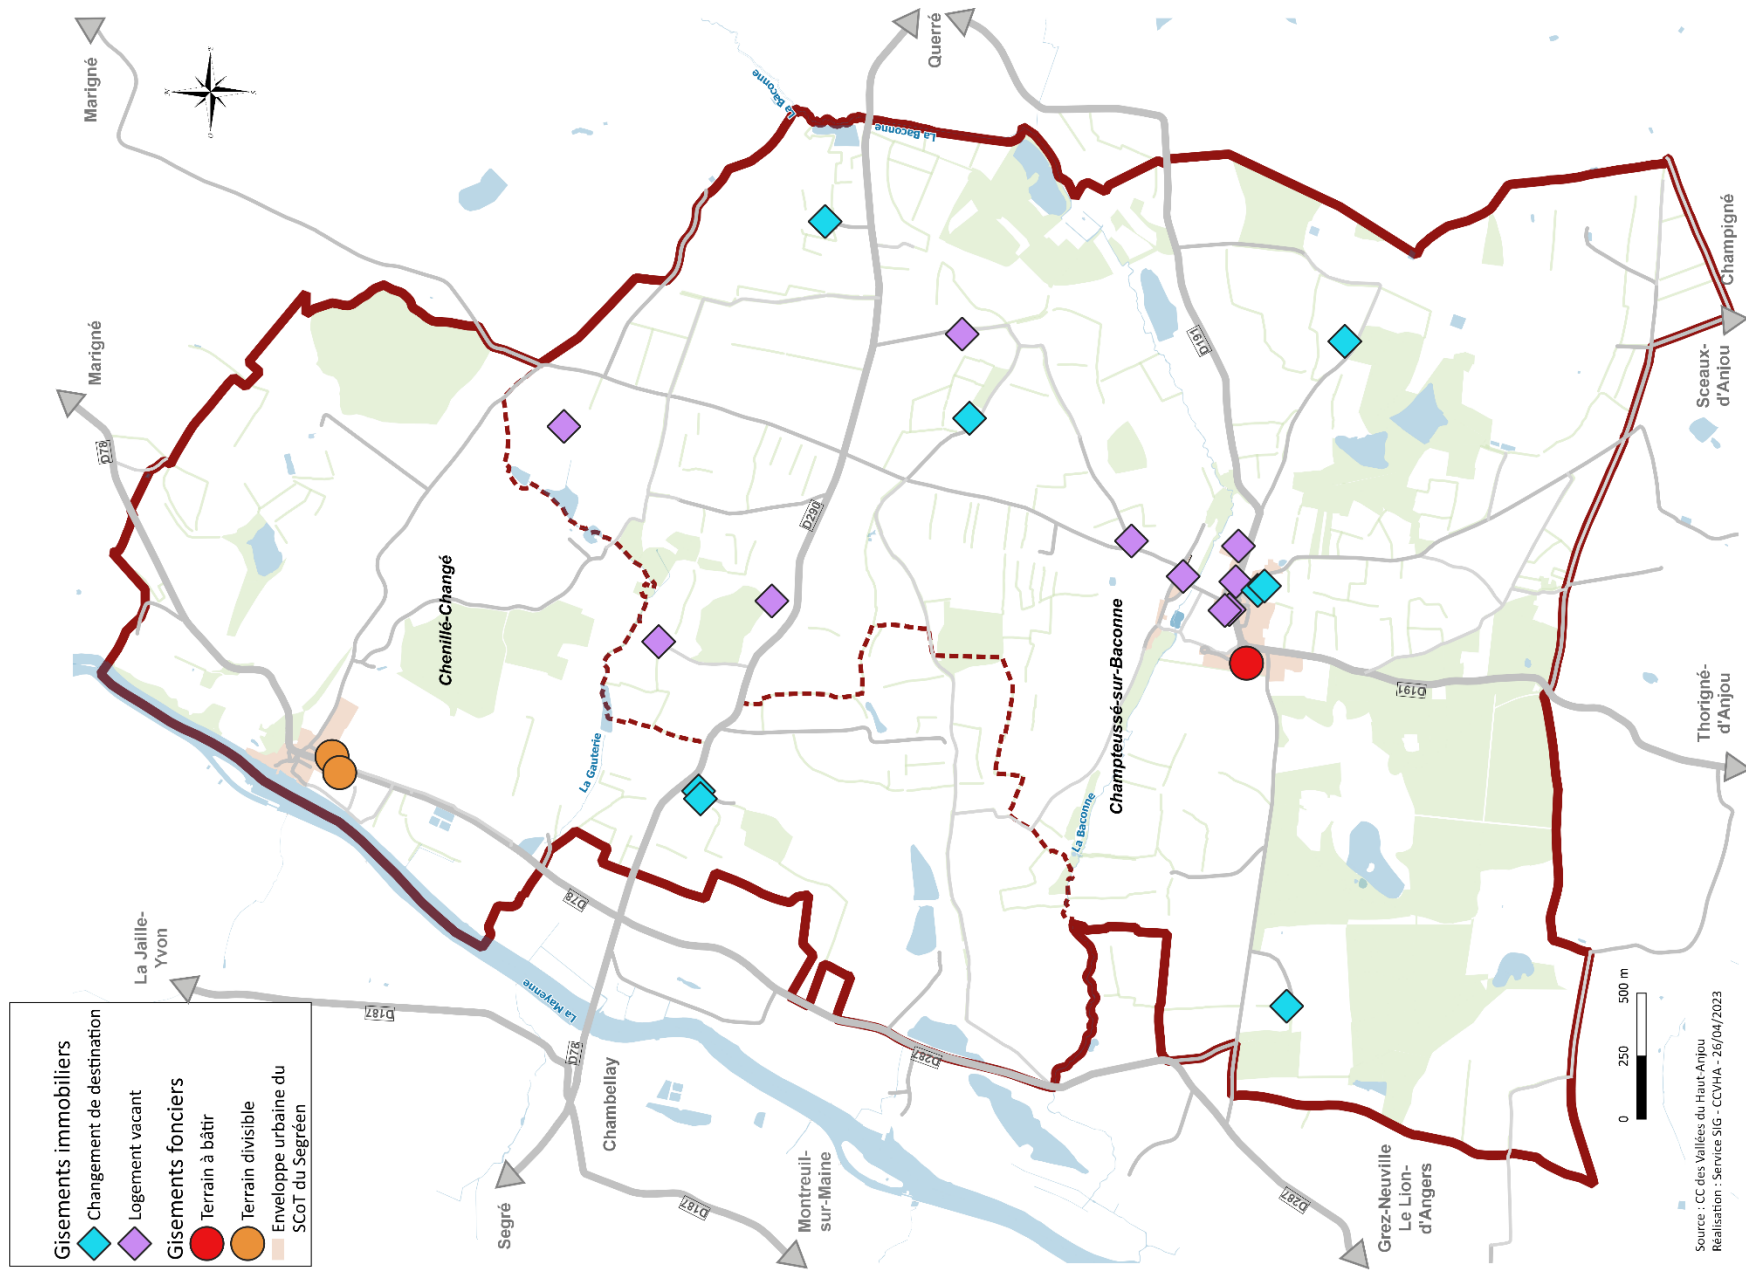 Gisements immobiliers
Changement de destination
Logement vacant
Gisements fonciers
Terrain à bâtir
Terrain divisible
Enveloppe urbaine du
SCoT du Segréen
Segré
Montreuil-
sur-Maine
Grez-Neuville
Le Lion-
d'Angers
Chambellay
La Jaille-
Yvon
Marigné
Marigné
Querré
Champigné
Sceaux-
d'Anjou
Thorigné-
d'Anjou
Chenillé-Changé
Champteussé-sur-Baconne
La Mayenne
La Gauterie
La Baconne
La Baconne
La Baconne
D187
D187
D78
D78
D78
D287
D287
D290
D191
D191
0
250
500 m
Source : CC des Vallées du Haut-Anjou
Réalisation : Service SIG - CCVHA - 26/04/2023